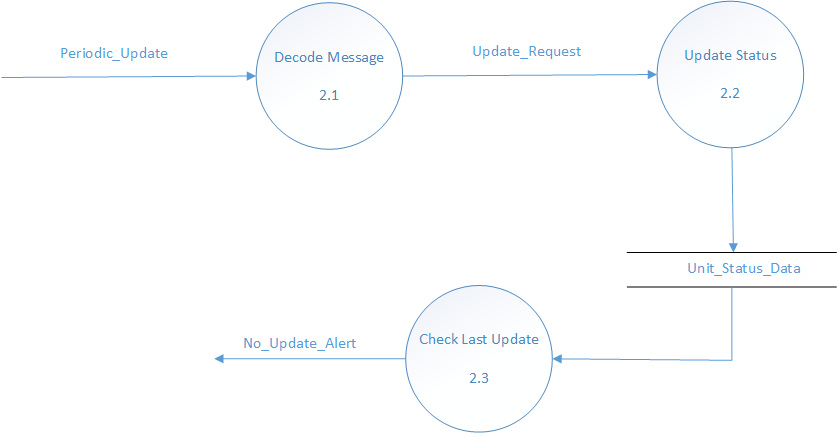 Periodic_Update
Decode Message
2.1
Update_Request
Update Status
2.2
Unit_Status_Data
No_Update_Alert
Check Last Update
2.3